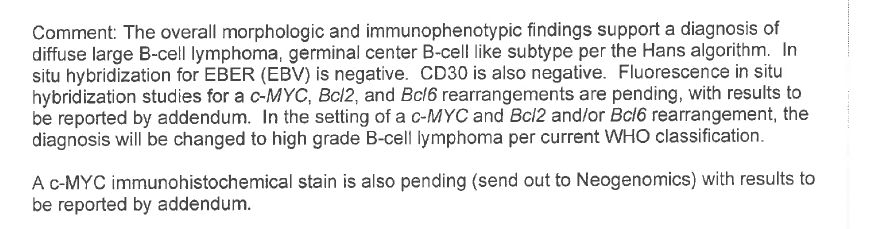 Comment: The overall morphologic and immunophenotypic findings support a diagnosis of
diffuse large B-cell lymphoma, germinal center B-cell like subtype per the Hans algorithm. In
situ hybridization for EBER (EBV) is negative. CD30 is also negative. Fluorescence in situ
hybridization studies for a c-MYC, Bcl2, and Bcl6 rearrangements are pending, with results to
be reported by addendum. In the setting of a c-MYC and Bcl2 and/or Bcl6 rearrangement, the
diagnosis will be changed to high grade B-cell lymphoma per current WHO classification.
A c-MYC immunohistochemical stain is also pending (send out to Neogenomics) with results to
be reported by addendum.